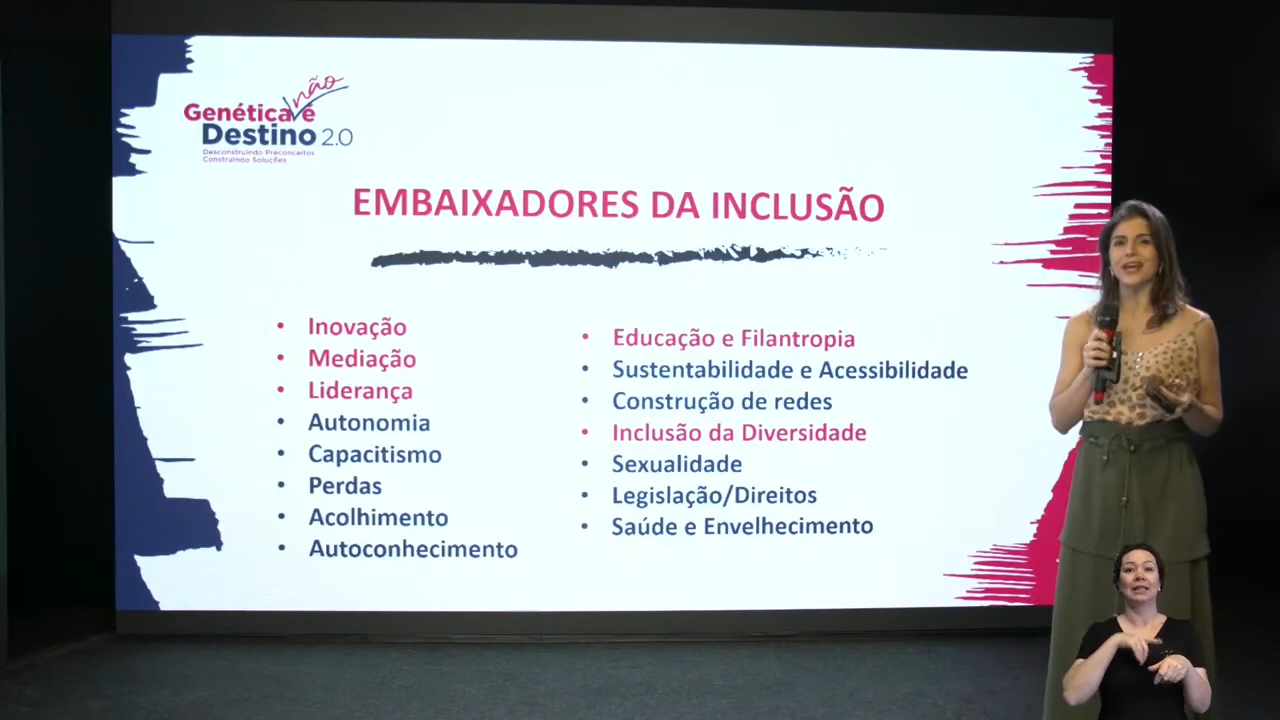 não
Genética é
Destino 2.0
Desconstruindo Preconceitos
Construindo Soluções
EMBAIXADORES DA INCLUSÃO
• Inovação
• Mediação
• Liderança
• Autonomia
• Capacitismo
• Perdas
• Acolhimento
• Autoconhecimento
• Educação e Filantropia
• Sustentabilidade e Acessibilidade
• Construção de redes
• Inclusão da Diversidade
• Sexualidade
• Legislação/Direitos
• Saúde e Envelhecimento